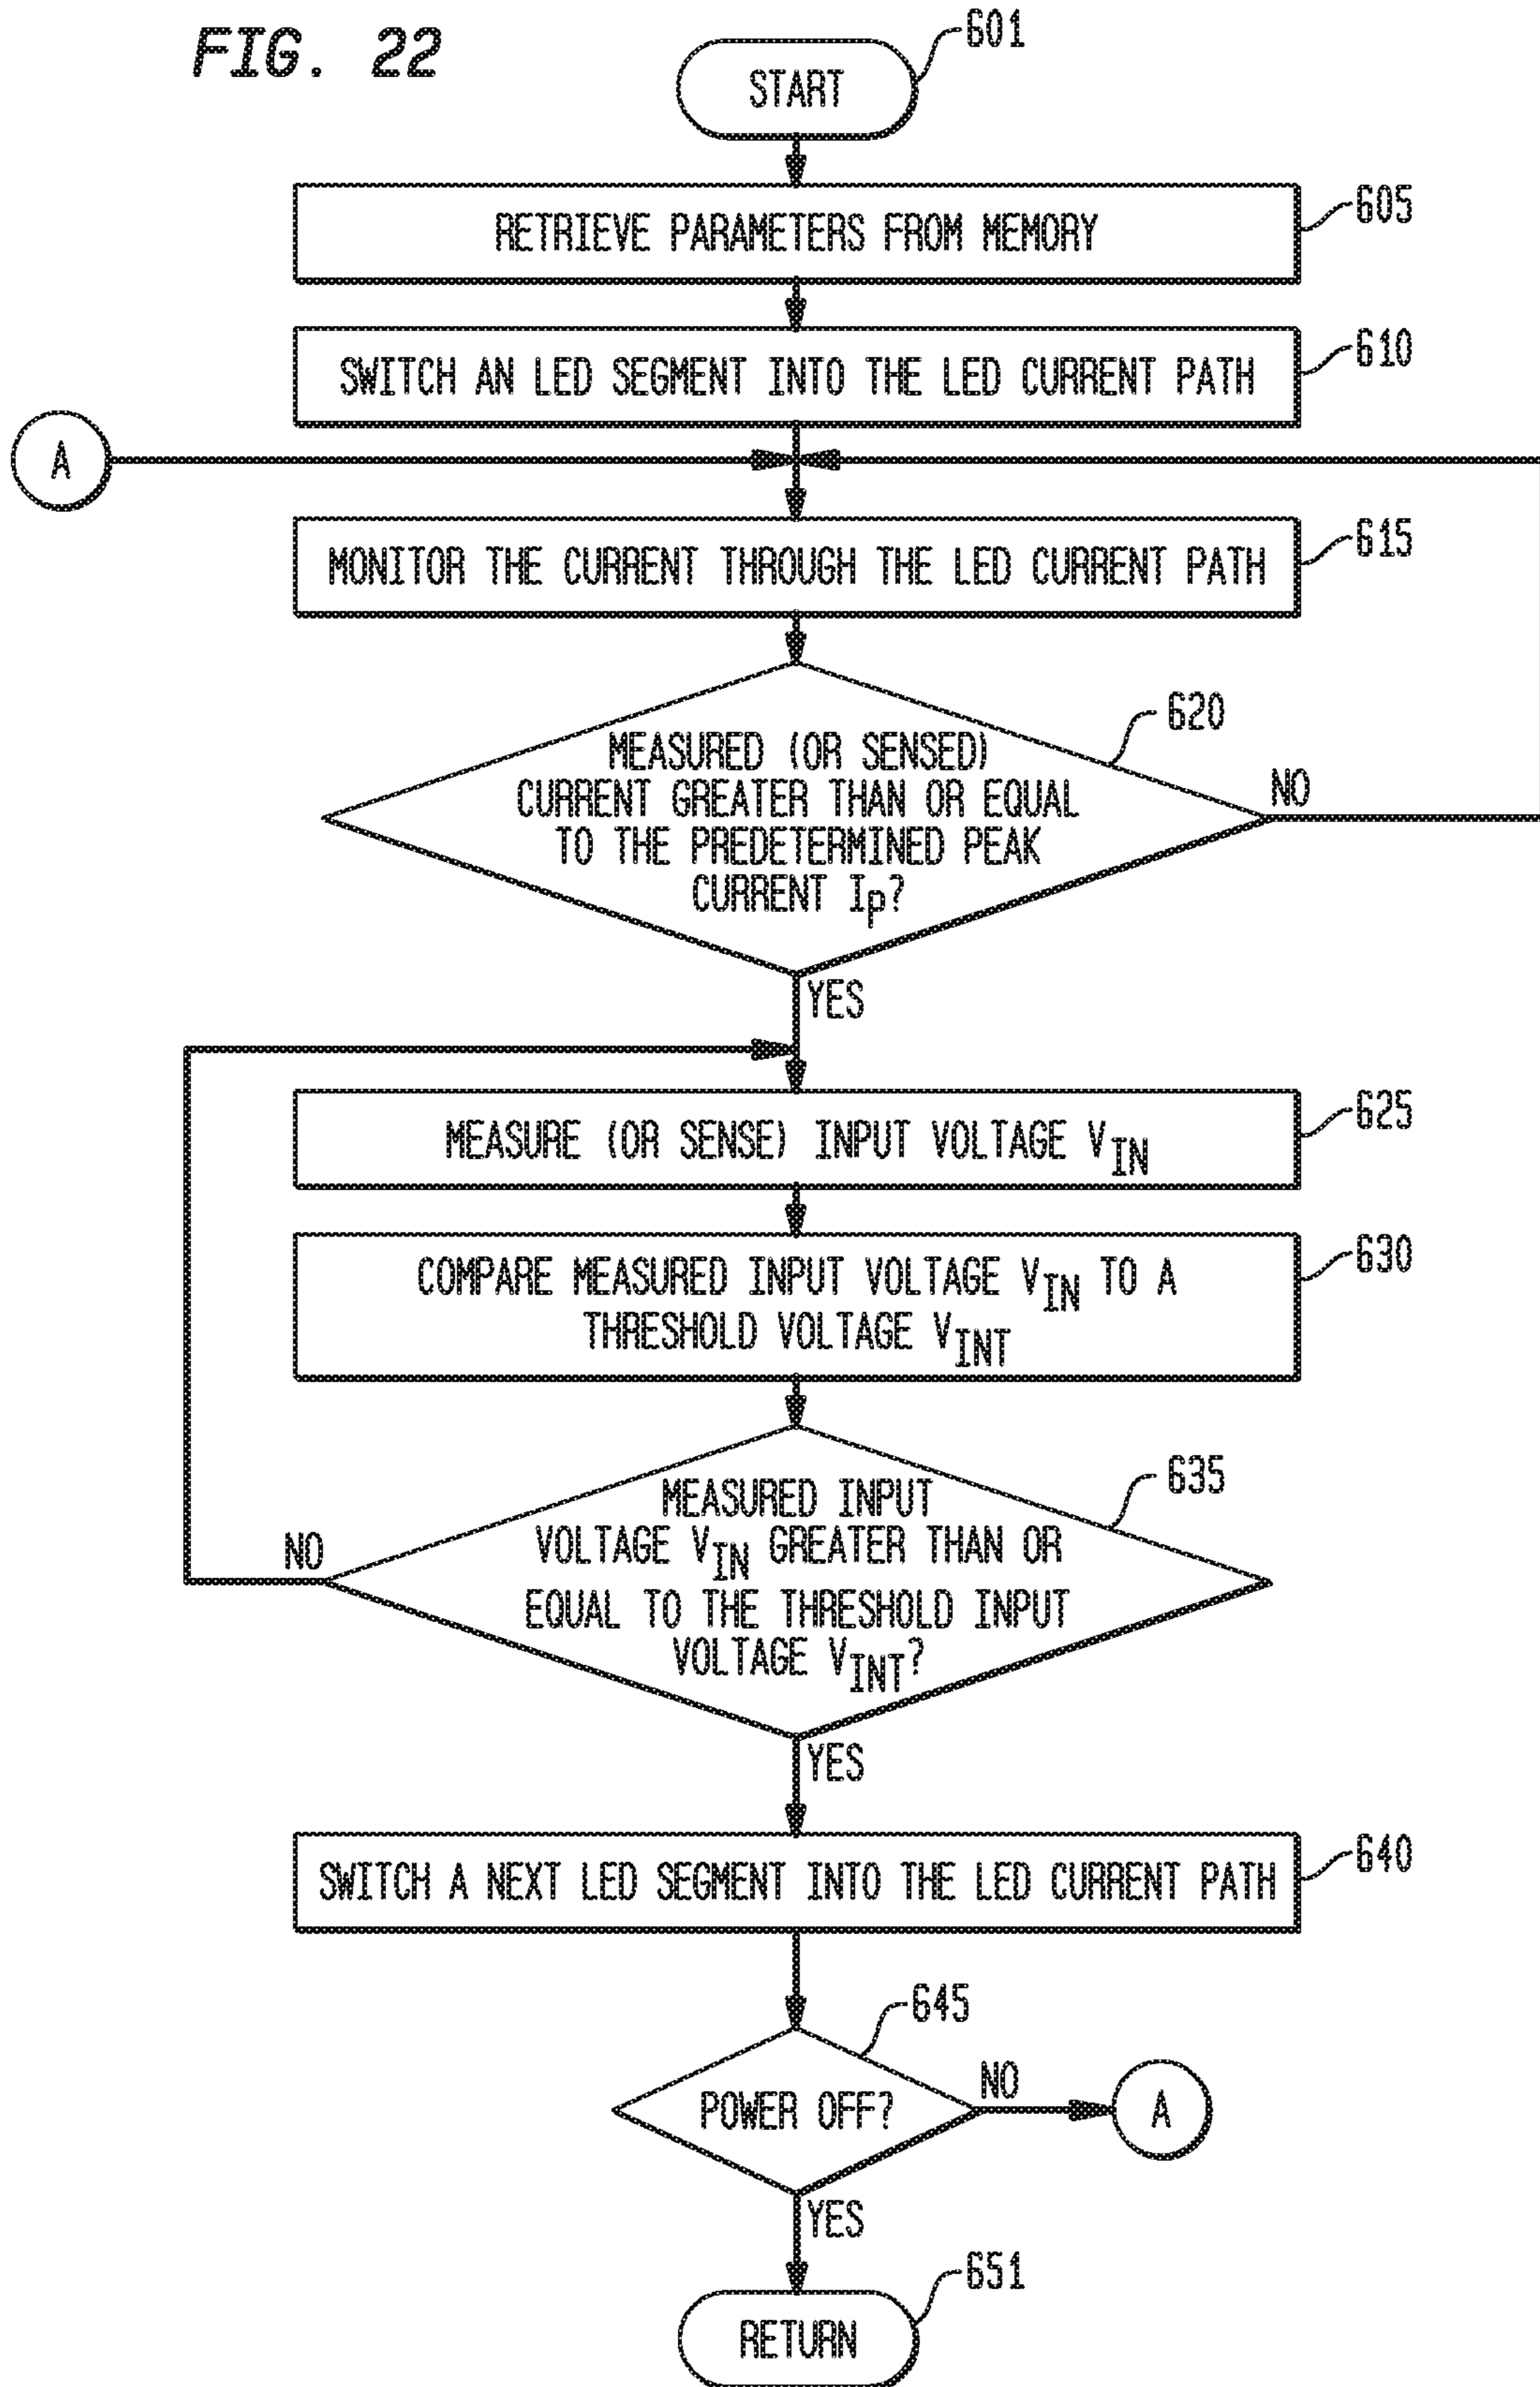 FIG. 22
START
601
RETRIEVE PARAMETERS FROM MEMORY
605
SWITCH AN LED SEGMENT INTO THE LED CURRENT PATH
610
A
MONITOR THE CURRENT THROUGH THE LED CURRENT PATH
615
620
MEASURED (OR SENSED)
CURRENT GREATER THAN OR EQUAL
TO THE PREDETERMINED PEAK
CURRENT Ip?
NO
YES
MEASURE (OR SENSE) INPUT VOLTAGE VIN
625
COMPARE MEASURED INPUT VOLTAGE VIN TO A
THRESHOLD VOLTAGE VINT
630
635
MEASURED INPUT
VOLTAGE VIN GREATER THAN OR
EQUAL TO THE THRESHOLD INPUT
VOLTAGE VINT?
NO
YES
SWITCH A NEXT LED SEGMENT INTO THE LED CURRENT PATH
640
645
POWER OFF?
NO
A
YES
651
RETURN